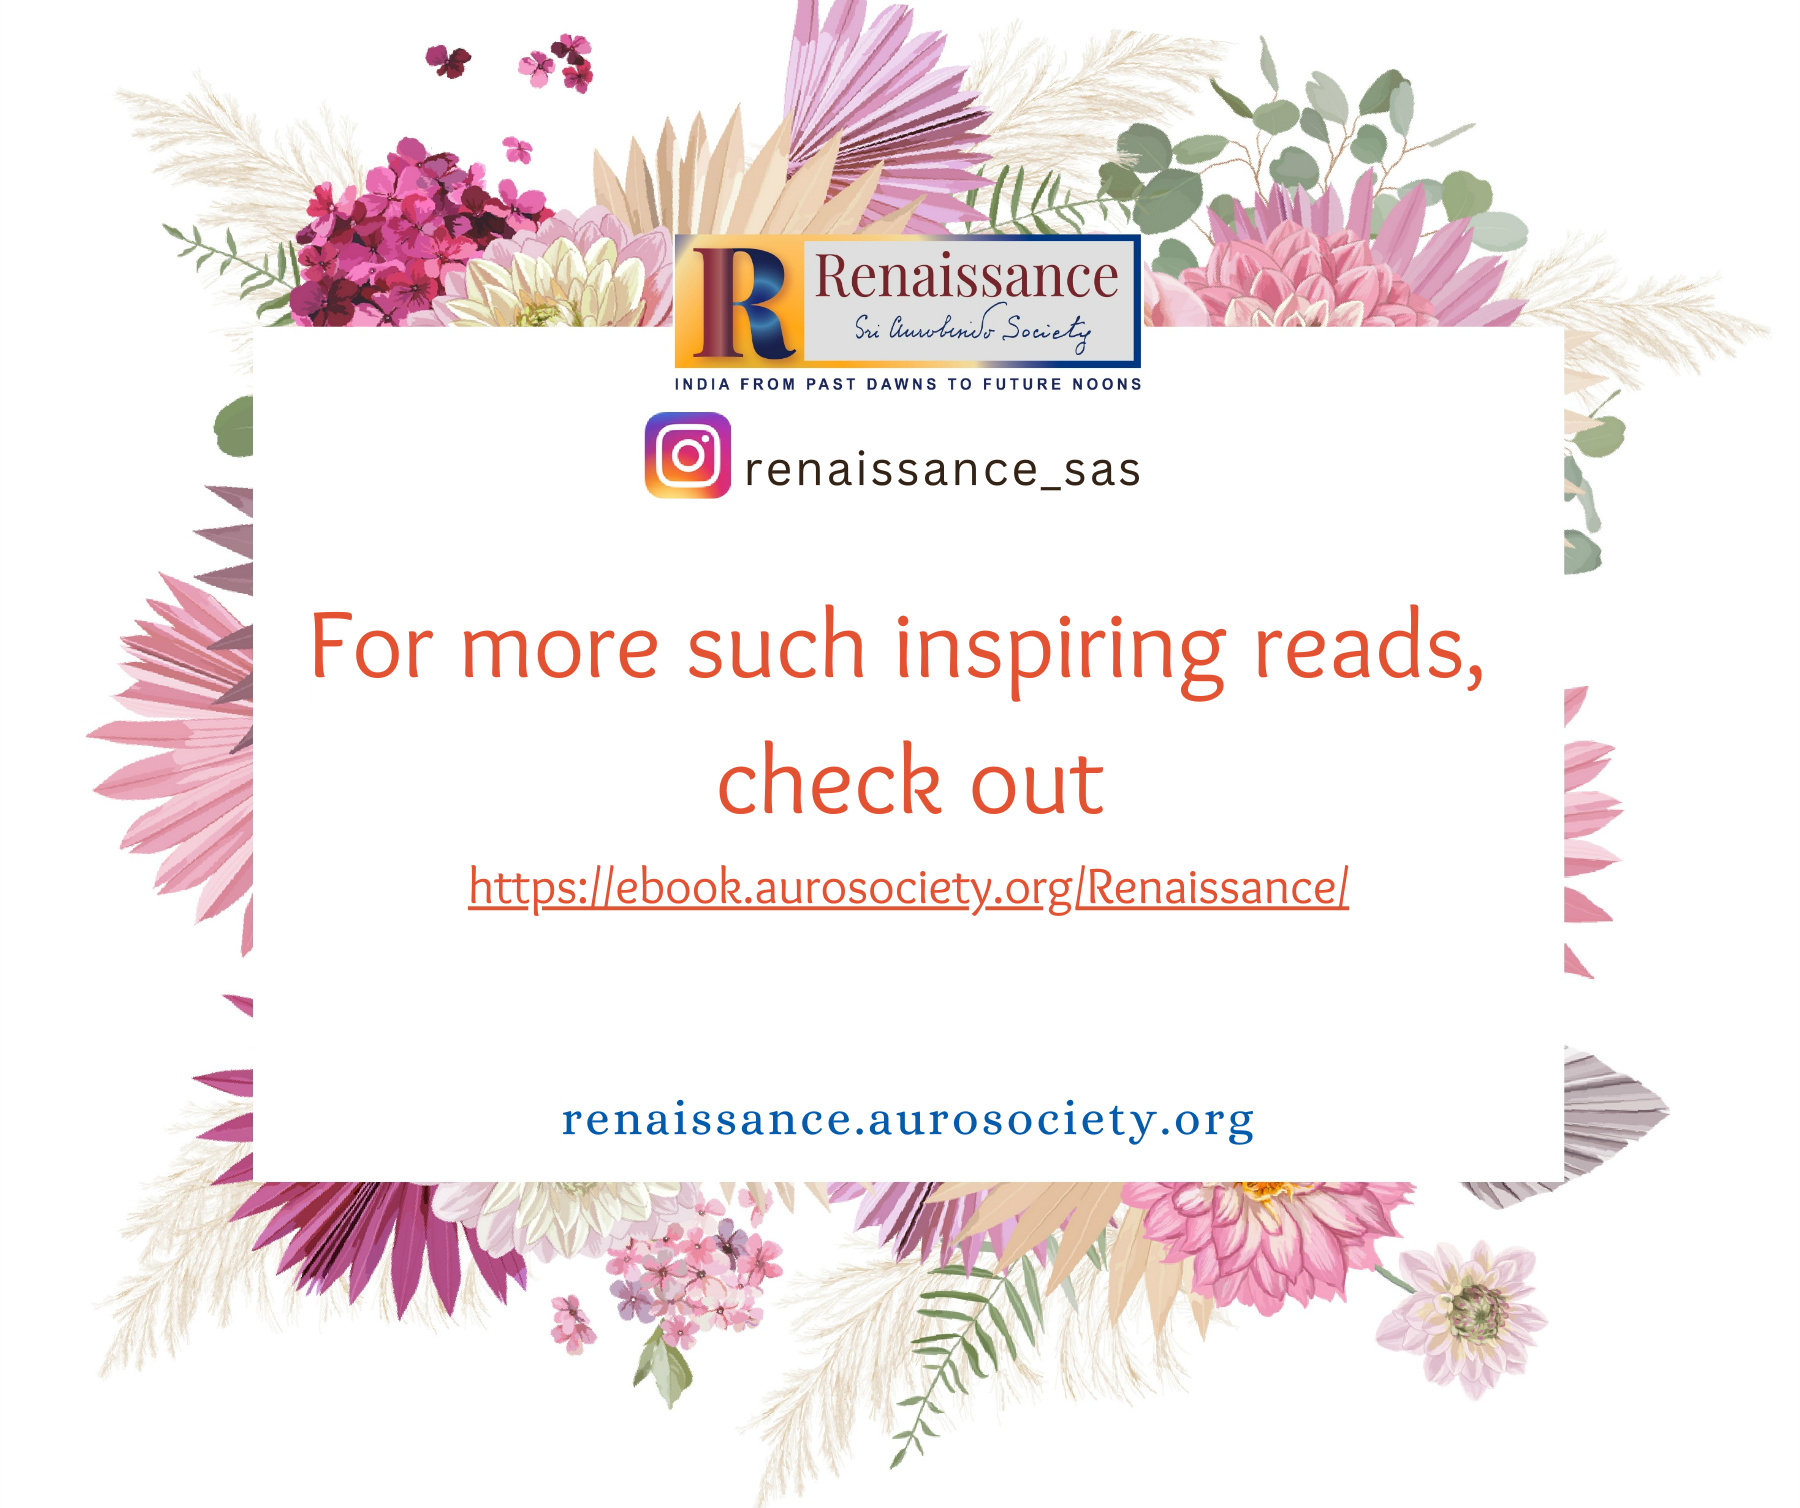 R Renaissance
Sri Aurobindo Society
INDIA FROM PAST DAWNS TO FUTURE NOONS
renaissance_sas
For more such inspiring reads,
check out
https://ebook.aurosociety.org/Renaissance/
renaissance.aurosociety.org